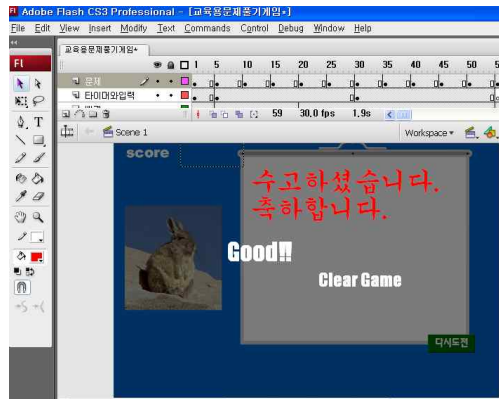 Adobe Flash CS3 Professional - [교육용문제풀기게임*]
File Edit View Insert Modify Text Commands Control Debug Window Help
교육용문제풀기게임*
Fl
1 5 10 15 20 25 30 35 40 45 50
문제
타이머와입력
59 30.0 fps 1.9s
Scene 1
Workspace
score
수고하셨습니다.
축하합니다.
Good!!
Clear Game
다시도전